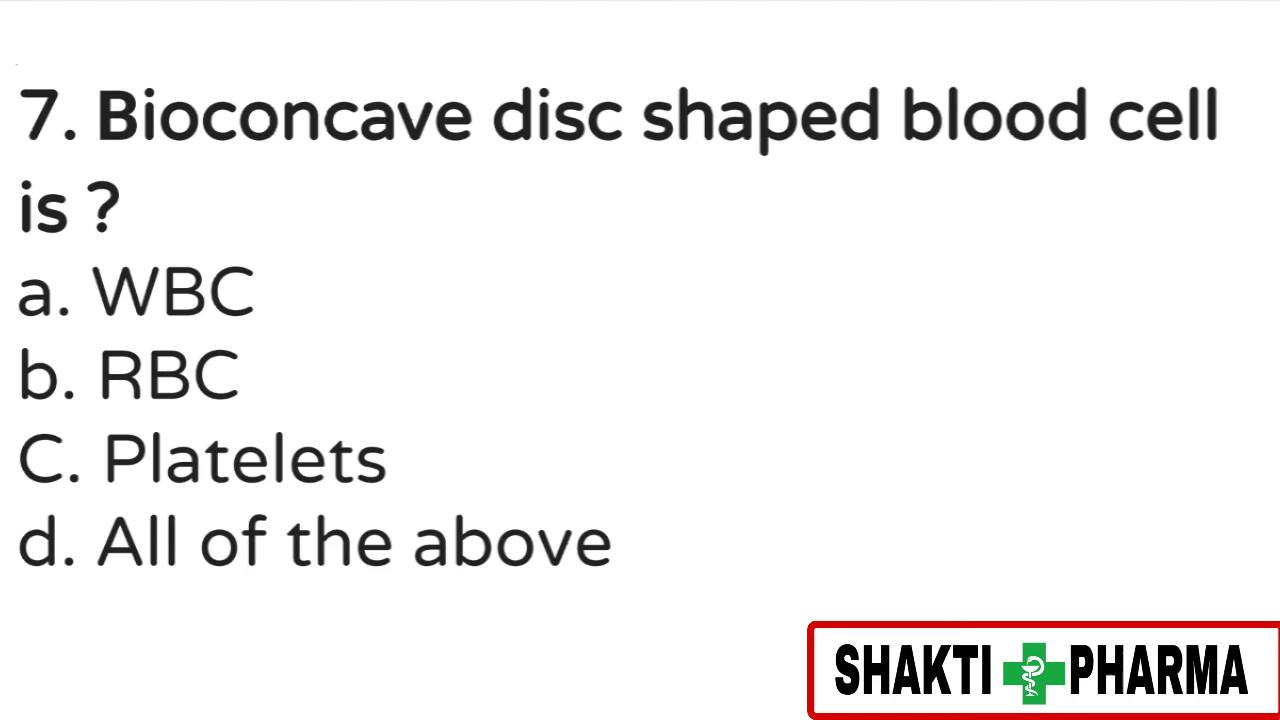 7. Bioconcave disc shaped blood cell
is ?
a. WBC
b. RBC
C. Platelets
d. All of the above
SHAKTI PHARMA